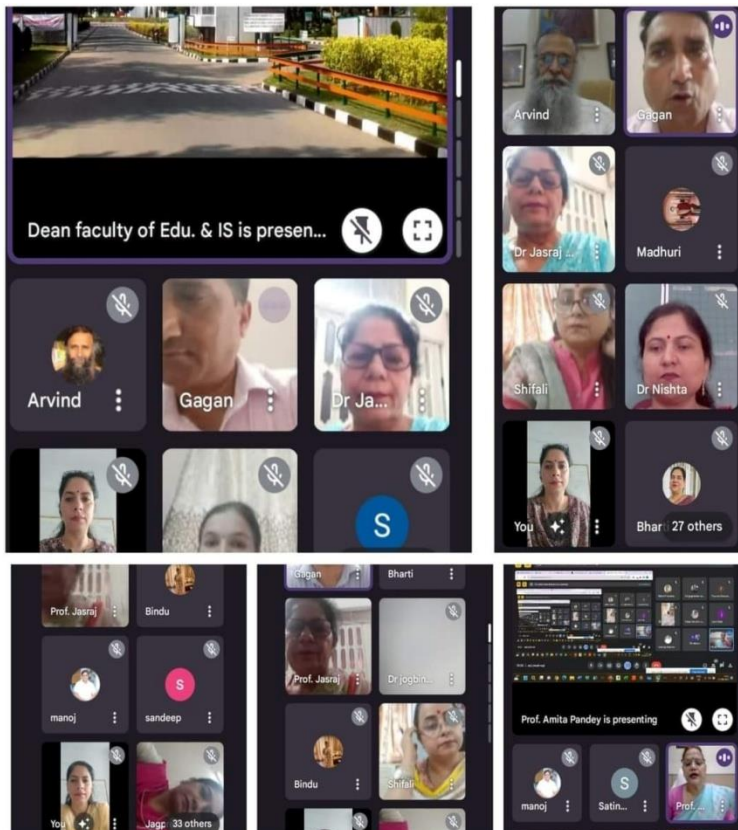 Dean faculty of Edu. & IS is presen...
Arvind
Gagan
Dr Ja...
S
Arvind
Gagan
Dr Jasraj ...
Madhuri
Shifali
Dr Nishta
You
Bharti
27 others
Prof. Jasraj
Bindu
manoj
S
sandeep
You
Jagp
33 others
Gagan
Bharti
Prof. Jasraj
Dr jogbin...
Bindu
Shifali
Prof. Amita Pandey is presenting
manoj
S
Satin...
Prof. ...